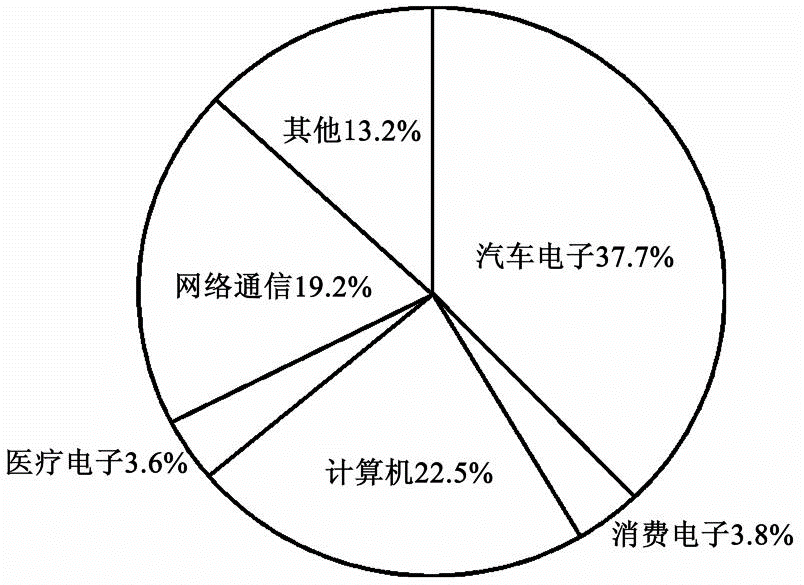 其他13.2%
汽车电子37.7%
网络通信19.2%
医疗电子3.6%
计算机22.5%
消费电子3.8%